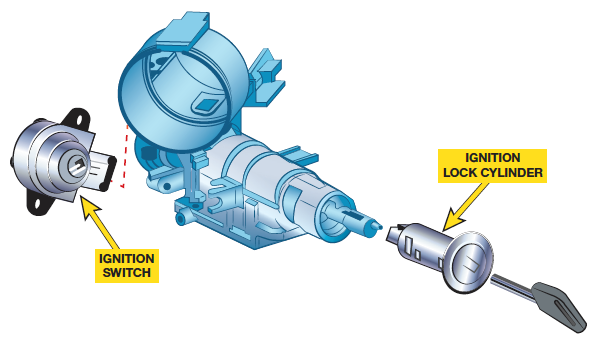 IGNITION
LOCK CYLINDER
IGNITION
SWITCH